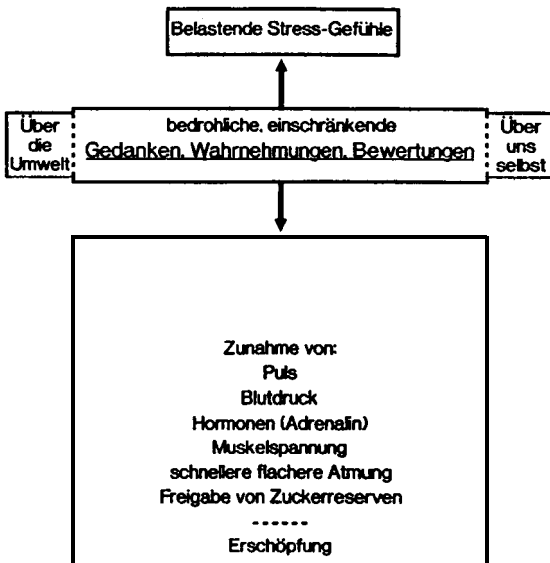 Belastende Stress-Gefühle
Über
die
Umwelt
bedrohliche, einschränkende
Gedanken, Wahrnehmungen, Bewertungen
Über
uns
selbst
Zunahme von:
Puls
Blutdruck
Hormonen (Adrenalin)
Muskelspannung
schnellere flachere Atmung
Freigabe von Zuckerreserven
------
Erschöpfung